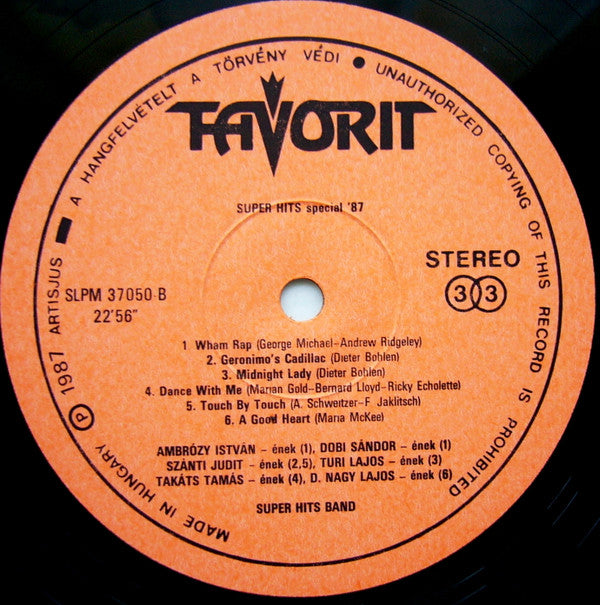 MADE IN HUNGARY Ⓟ 1987 ARTISJUS ▬ A HANGFELVÉTELT A TÖRVÉNY VÉDI ● UNAUTHORIZED COPYING OF THIS RECORD IS PROHIBITED
FAVORIT
SUPER HITS special '87
STEREO
33
SLPM 37050-B
22'56"
1 Wham Rap (George Michael-Andrew Ridgeley)
2. Geronimo's Cadillac (Dieter Bohlen)
3. Midnight Lady (Dieter Bohlen)
4. Dance With Me (Marian Gold-Bernard Lloyd-Ricky Echolette)
5. Touch By Touch (A. Schweitzer-F. Jaklitsch)
6. A Good Heart (Maria McKee)
AMBRÓZY ISTVÁN - ének (1), DOBI SÁNDOR - ének (1)
SZÁNTI JUDIT - ének (2,5), TURI LAJOS - ének (3)
TAKÁTS TAMÁS - ének (4), D. NAGY LAJOS - ének (6)
SUPER HITS BAND